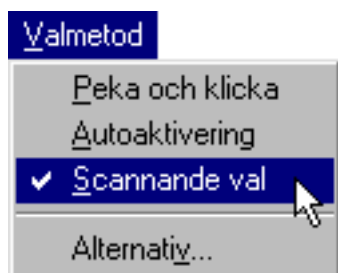 Valmetod
Peka och klicka
Autoaktivering
Scannande val
Alternativ...